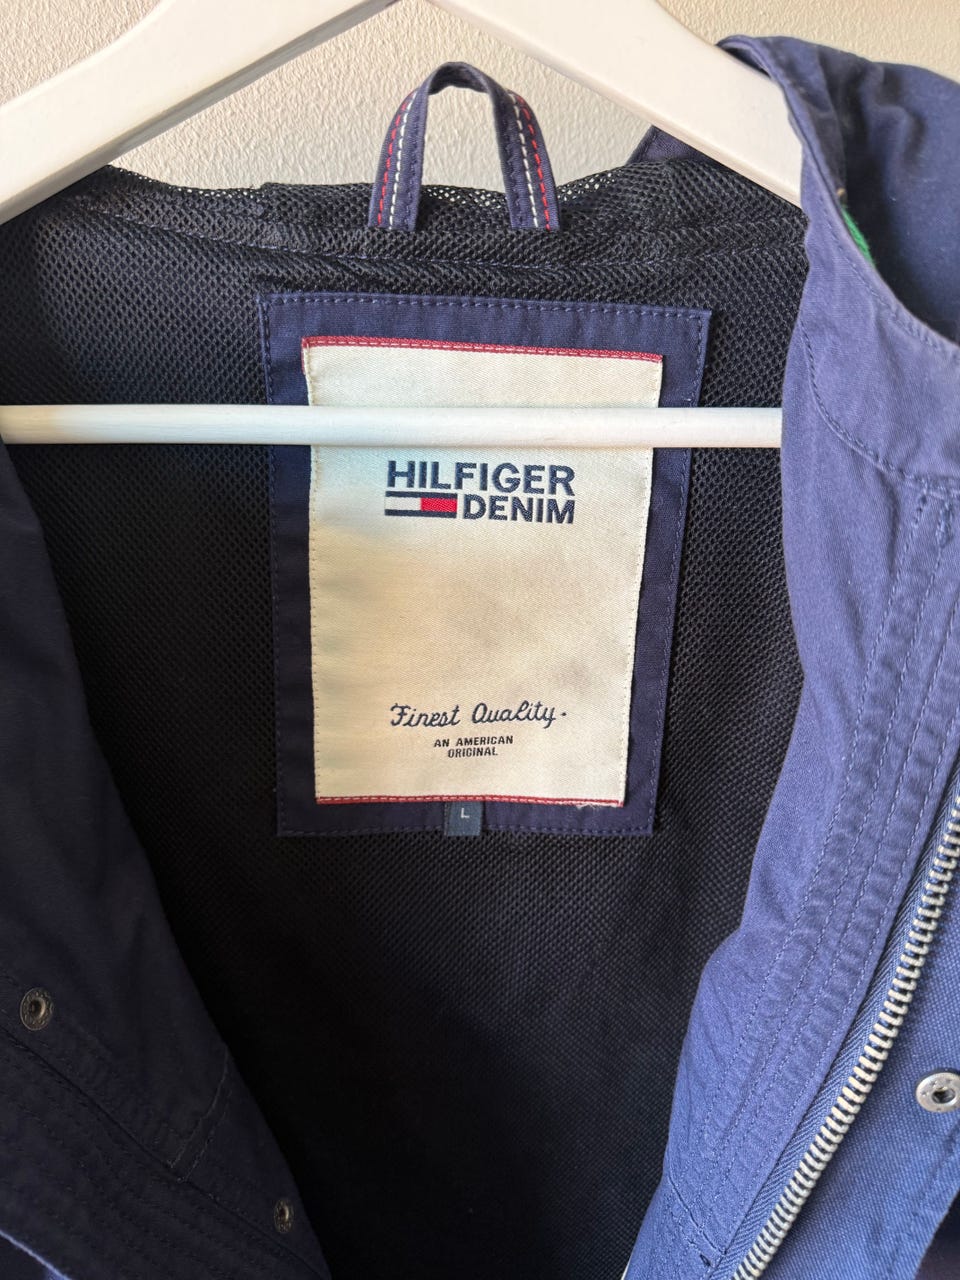 HILFIGER
DENIM
Finest Quality.
AN AMERICAN
ORIGINAL
L